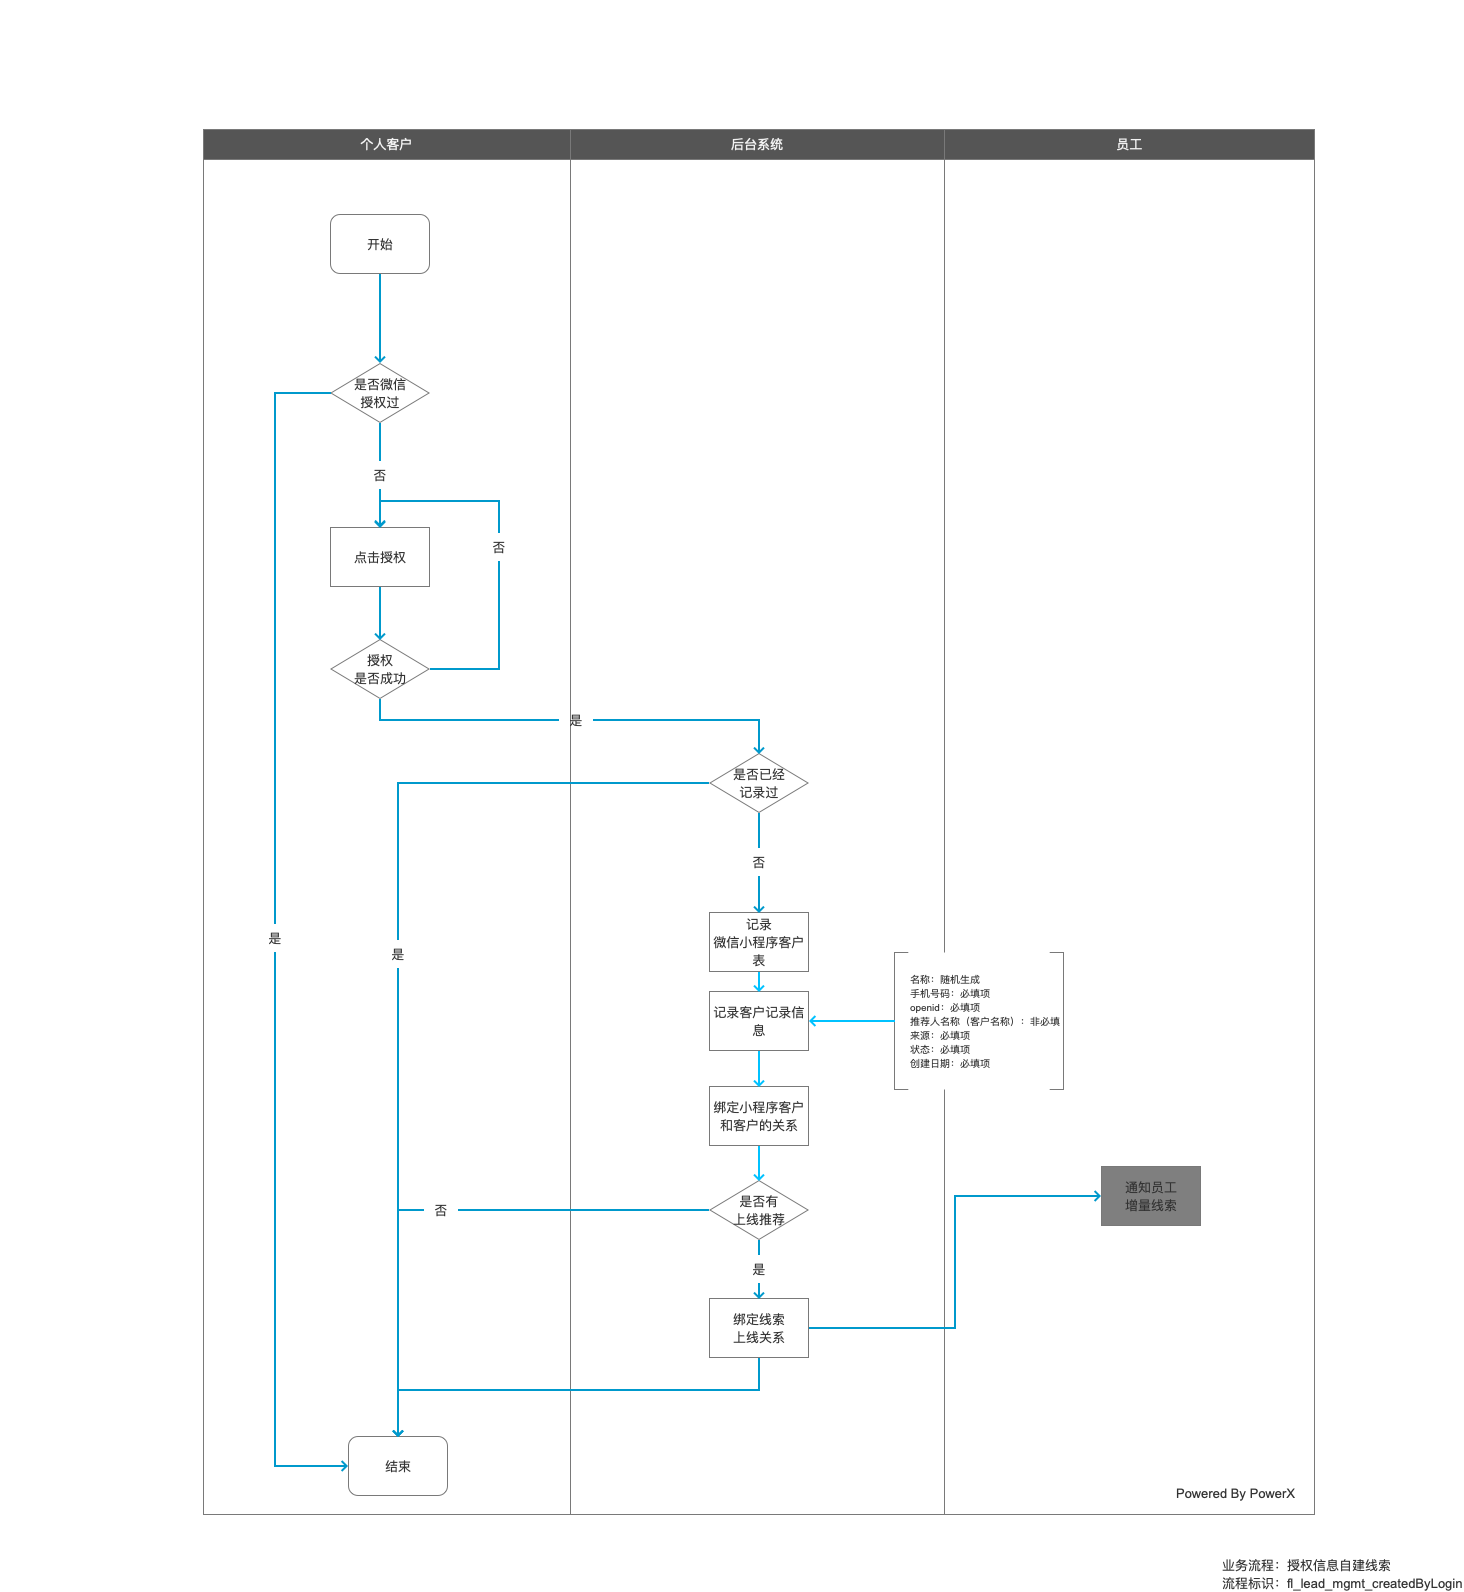 个人客户
后台系统
员工
开始
是否微信
授权过
否
点击授权
否
授权
是否成功
是
是否已经
记录过
否
是
是
记录
微信小程序客户
表
记录客户记录信
息
名称：随机生成
手机号码：必填项
openid：必填项
推荐人名称（客户名称）：非必填
来源：必填项
状态：必填项
创建日期：必填项
绑定小程序客户
和客户的关系
通知员工
增量线索
是否有
上线推荐
否
是
绑定线索
上线关系
结束
Powered By PowerX
业务流程：授权信息自建线索
流程标识：fl_lead_mgmt_createdByLogin